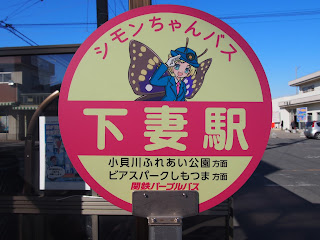 シモンちゃんバス
下妻駅
小貝川ふれあい公園方面
ビアスパークしもつま方面
関鉄パープルバス